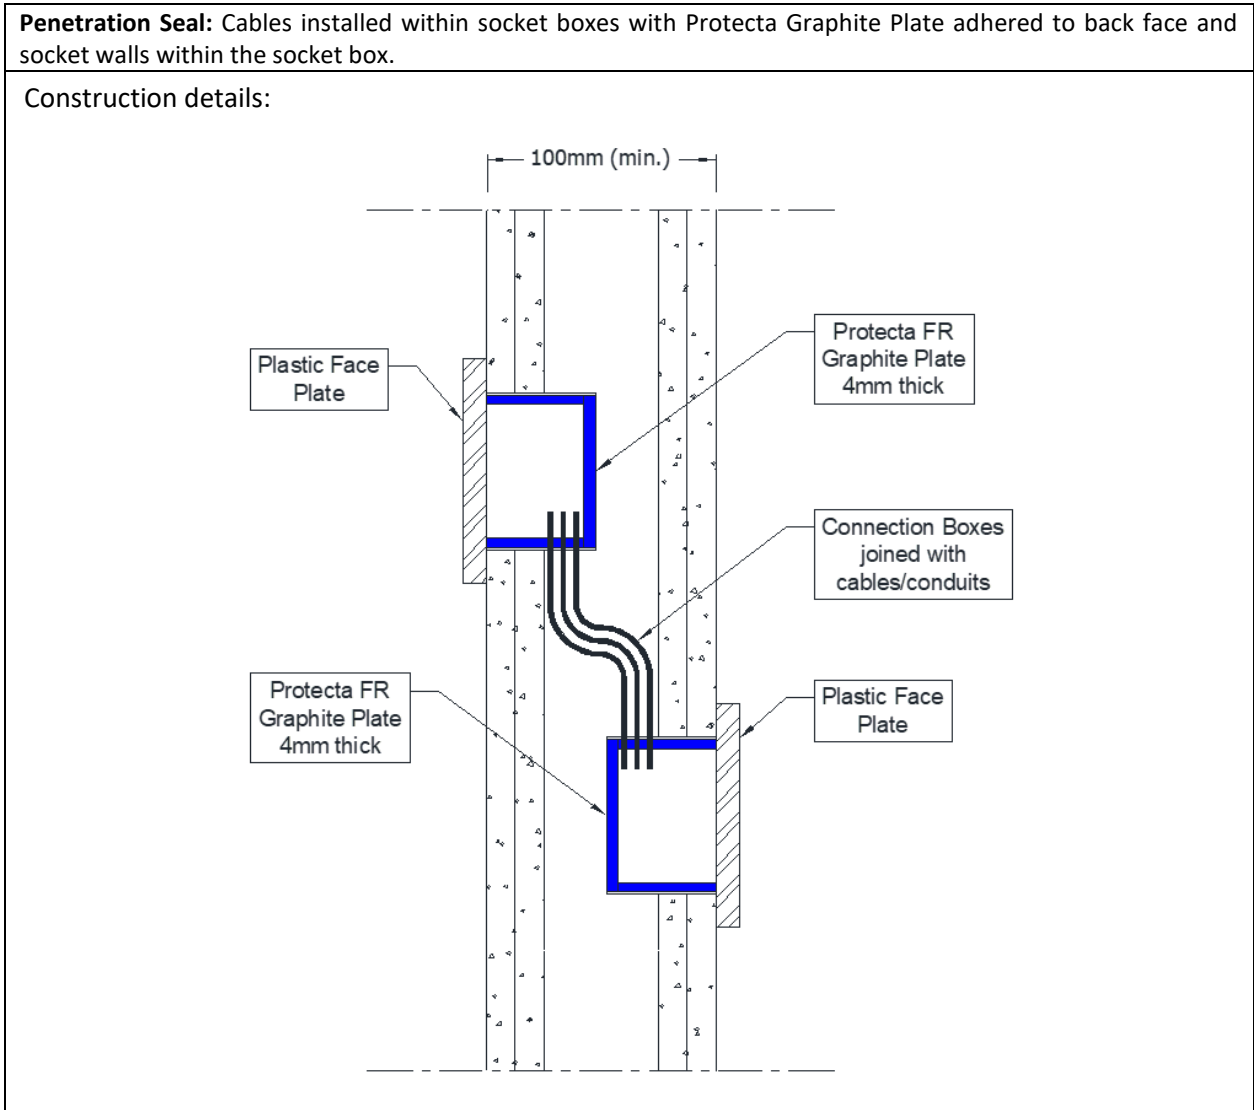 Penetration Seal: Cables installed within socket boxes with Protecta Graphite Plate adhered to back face and
socket walls within the socket box.
Construction details:
100mm (min.)
Plastic Face
Plate
Protecta FR
Graphite Plate
4mm thick
Connection Boxes
joined with
cables/conduits
Protecta FR
Graphite Plate
4mm thick
Plastic Face
Plate